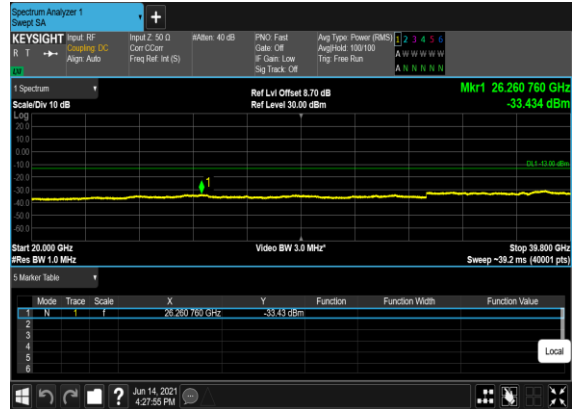 Spectrum Analyzer 1
Swept SA
+
KEYSIGHT Input: RF Input Z: 50 Ω #Atten: 40 dB PNO: Fast Avg Type: Power (RMS) 1 2 3 4 5 6
R T Coupling: DC Corr CCorr Gate: Off Avg|Hold: 100/100 A W W W W W
Align: Auto Freq Ref: Int (S) IF Gain: Low Trig: Free Run
Sig Track: Off A N N N N N
1 Spectrum Ref Lvl Offset 8.70 dB Mkr1 26.260 760 GHz
Scale/Div 10 dB Ref Level 30.00 dBm -33.434 dBm
Log
20.0
10.0
0.00
-10.0 DL1 -13.00 dBm
-20.0
1
-30.0
-40.0
-50.0
-60.0
Start 20.000 GHz Video BW 3.0 MHz* Stop 39.800 GHz
#Res BW 1.0 MHz Sweep ~39.2 ms (40001 pts)
5 Marker Table
Mode Trace Scale X Y Function Function Width Function Value
1 N 1 f 26.260 760 GHz -33.43 dBm
2
3
4
5
6
Local
? Jun 14, 2021
4:27:55 PM